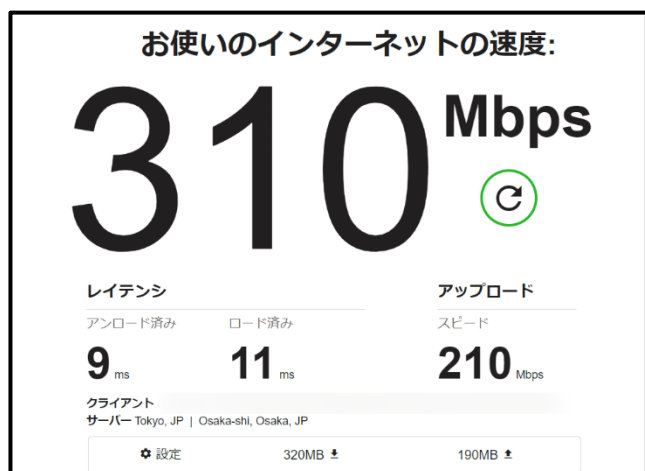 お使いのインターネットの速度:
310 Mbps
レイテンシ アップロード
アンロード済み ロード済み スピード
9 ms 11 ms 210 Mbps
クライアント
サーバー Tokyo, JP | Osaka-shi, Osaka, JP
設定 320MB 190MB